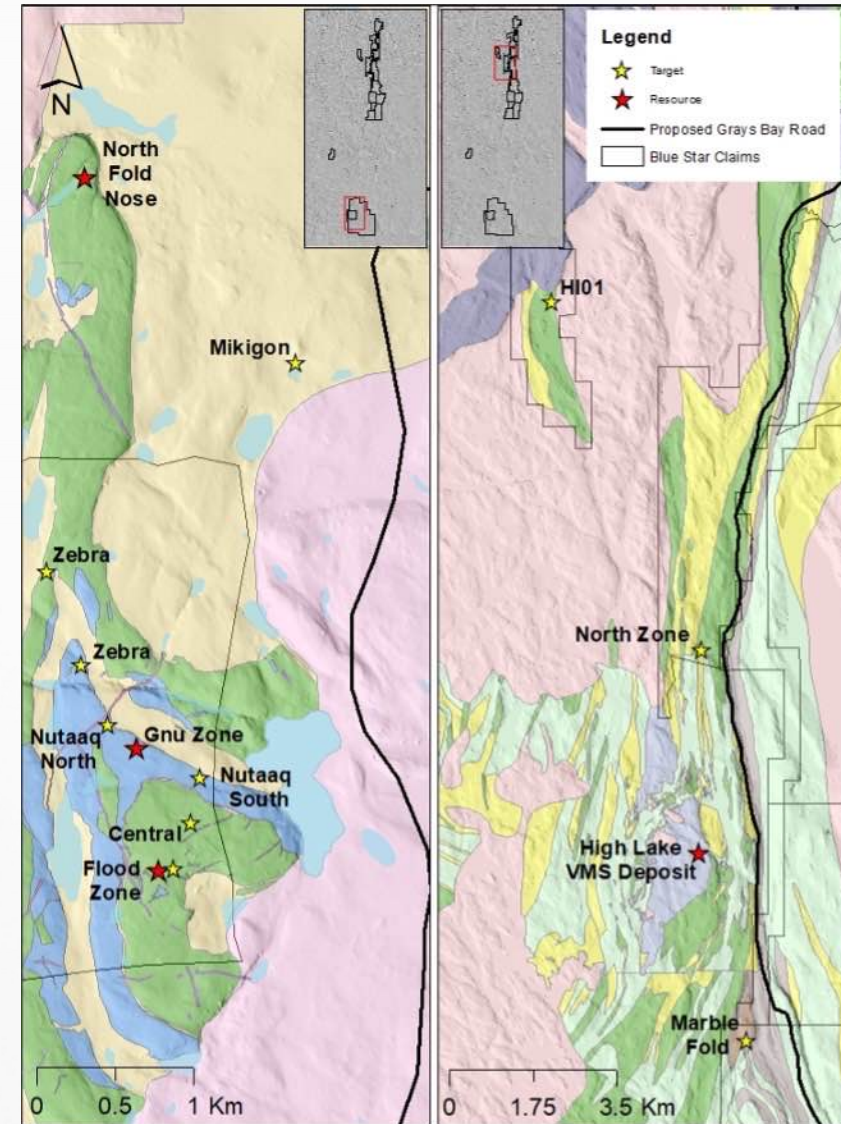 N
North
Fold
Nose
Mikigon
Zebra
Zebra
Nutaaq
North
Gnu Zone
Nutaaq
South
Central
Flood
Zone
0 0.5 1 Km
Legend
Target
Resource
Proposed Grays Bay Road
Blue Star Claims
HI01
North Zone
High Lake
VMS Deposit
Marble
Fold
0 1.75 3.5 Km